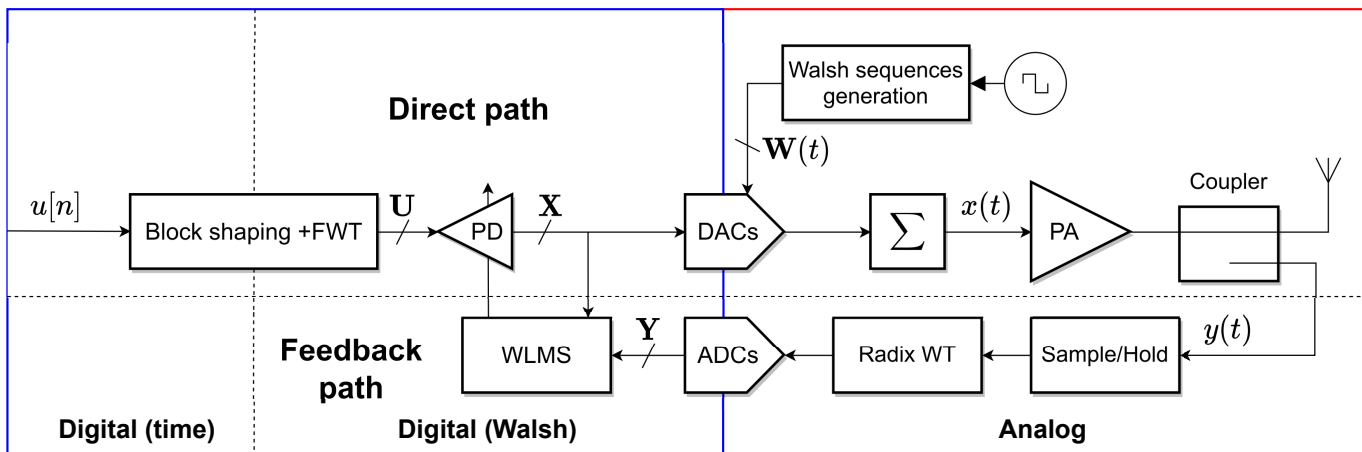 Walsh sequences
generation
Direct path
W(t)
Coupler
u[n]
Block shaping +FWT
U
PD
X
DACs
∑
x(t)
PA
Feedback
path
WLMS
Y
ADCs
Radix WT
Sample/Hold
y(t)
Digital (time)
Digital (Walsh)
Analog